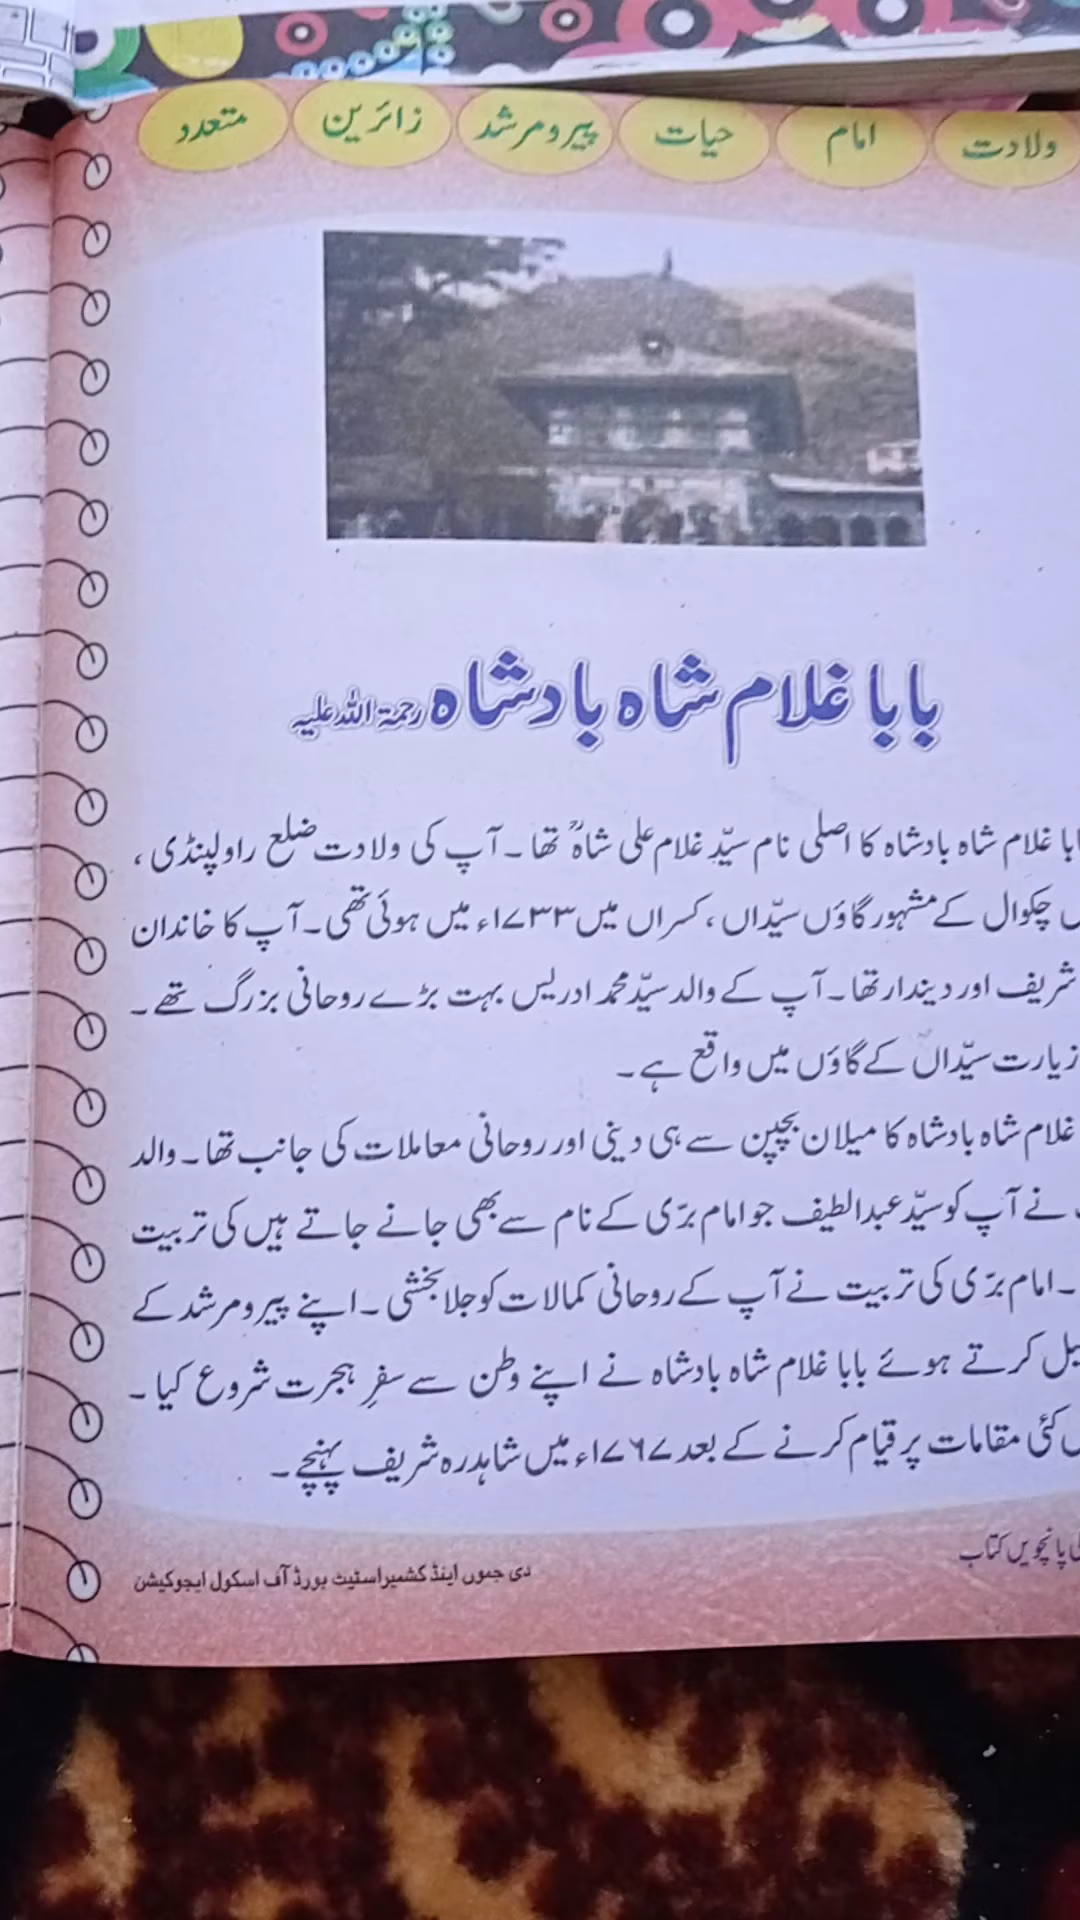 ولادت امام حیات پیرومرشد زائرین متعدد
بابا غلام شاہ بادشاہ رحمۃ اللہ علیہ
غلام شاہ بادشاہ کا اصلی نام سیّد غلام علی شاہؒ تھا۔ آپ کی ولادت ضلع راولپنڈی،
چکوال کے مشہور گاؤں سیّداں، کسراں میں ۱۷۳۳ء میں ہوئی تھی۔ آپ کا خاندان
شریف اور دیندار تھا۔ آپ کے والد سیّد محمد ادریس بہت بڑے روحانی بزرگ تھے۔
زیارت سیّداں کے گاؤں میں واقع ہے۔
غلام شاہ بادشاہ کا میلان بچپن سے ہی دینی اور روحانی معاملات کی جانب تھا۔ والد
نے آپ کو سیّد عبدالطیف جو امام برّی کے نام سے بھی جانے جاتے ہیں کی تربیت
۔ امام برّی کی تربیت نے آپ کے روحانی کمالات کو جلا بخشی۔ اپنے پیرومرشد کے
کرتے ہوئے بابا غلام شاہ بادشاہ نے اپنے وطن سے سفرِ ہجرت شروع کیا۔
کئی مقامات پر قیام کرنے کے بعد ۱۷۶۷ء میں شاہدرہ شریف پہنچے۔
پانچویں کتاب
دی جموں اینڈ کشمیر اسٹیٹ بورڈ آف اسکول ایجوکیشن